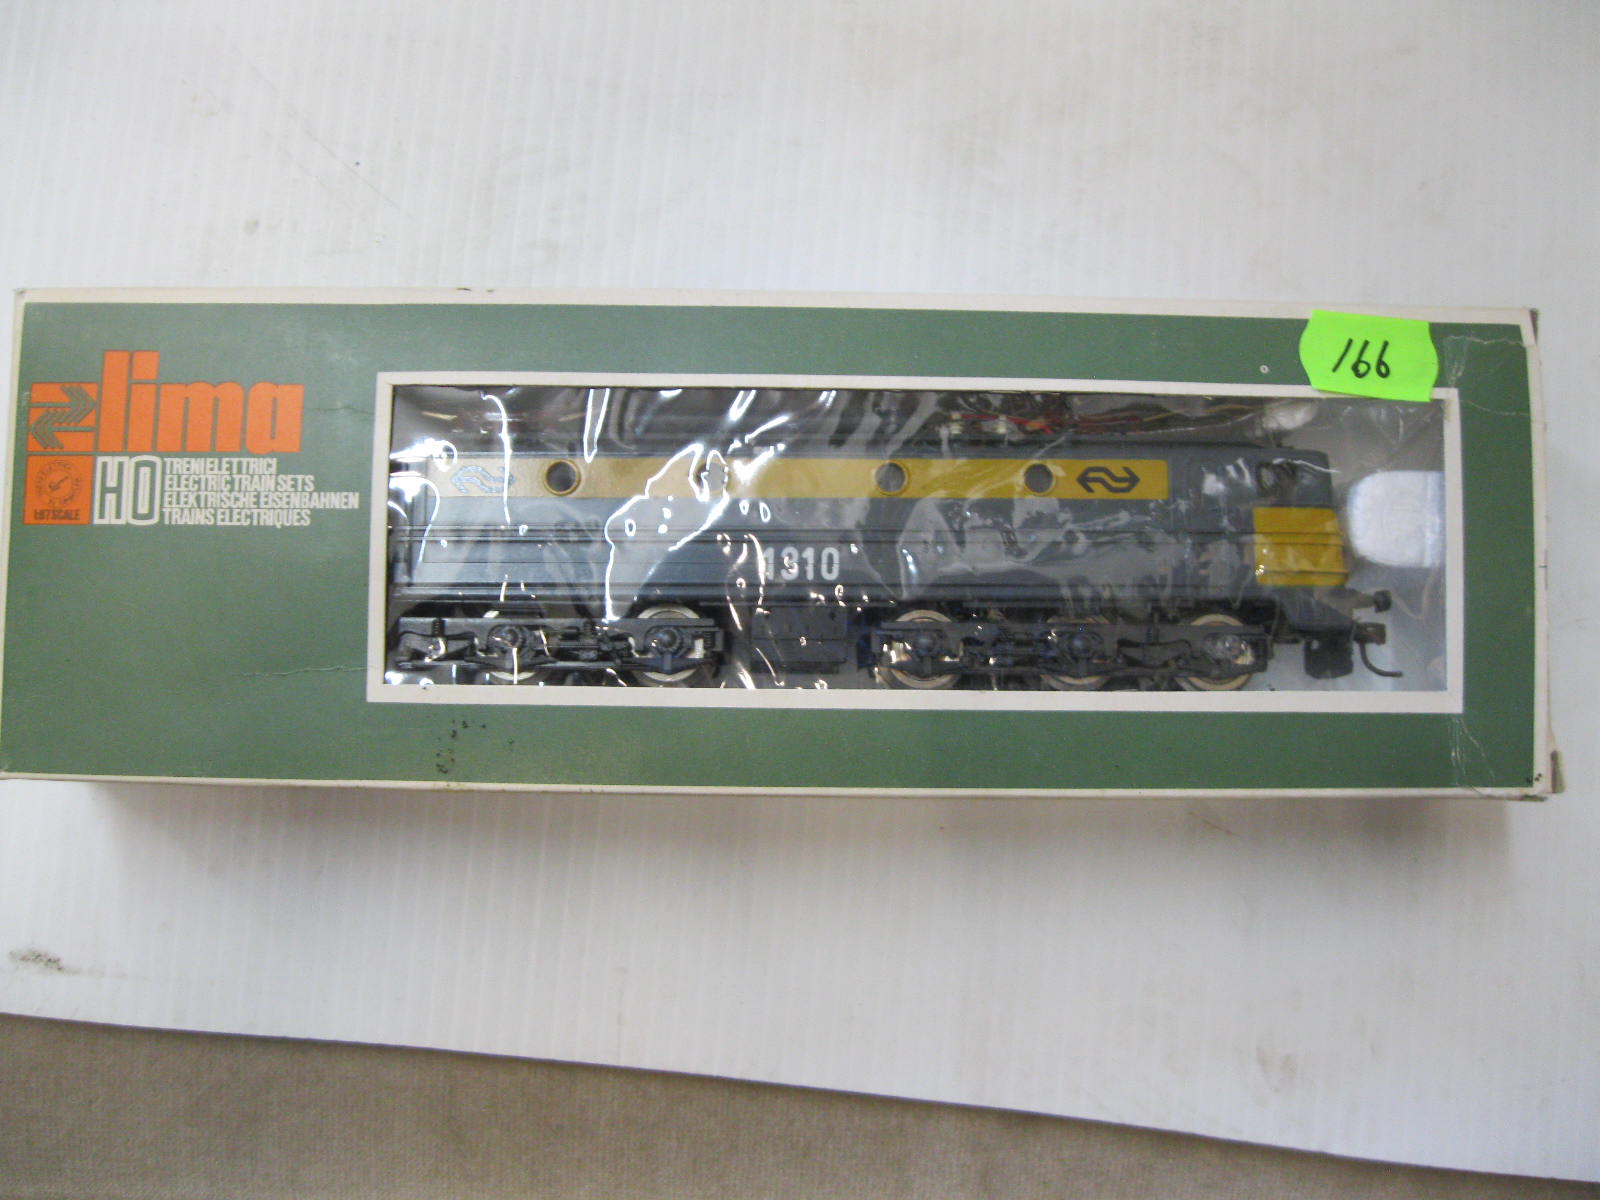 lima
HO
TRENI ELETTRICI
ELECTRIC TRAIN SETS
ELEKTRISCHE EISENBAHNEN
TRAINS ELECTRIQUES
1:87 SCALE
166
1310